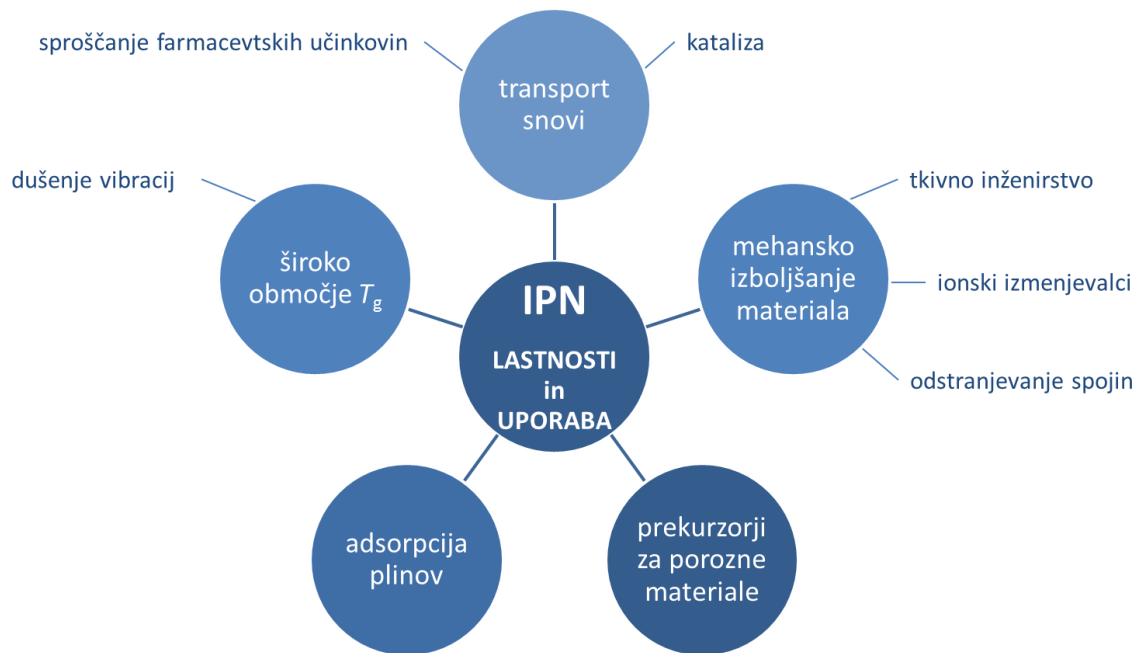 sproščanje farmacevtskih učinkovin
kataliza
transport
snovi
dušenje vibracij
tkivno inženirstvo
široko
območje Tg
mehansko
izboljšanje
materiala
ionski izmenjevalci
odstranjevanje spojin
IPN
LASTNOSTI
in
UPORABA
adsorpcija
plinov
prekurzorji
za porozne
materiale